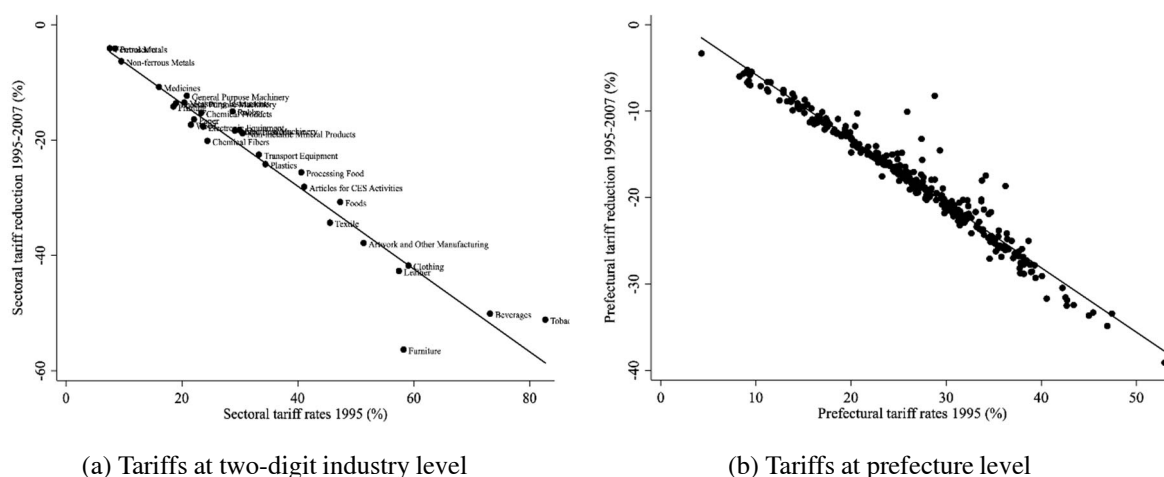 0
-20
-40
-60
Sectoral tariff reduction 1995-2007 (%)
Metals
Non-ferrous Metals
Medicines
General Purpose Machinery
Chemical Products
Non-metallic Mineral Products
Chemical Fibers
Transport Equipment
Plastics
Processing Food
Articles for CES Activities
Foods
Textile
Artwork and Other Manufacturing
Clothing
Leather
Beverages
Tobac
Furniture
0 20 40 60 80
Sectoral tariff rates 1995 (%)
(a) Tariffs at two-digit industry level
0
-10
-20
-30
-40
Prefectural tariff reduction 1995-2007 (%)
0 10 20 30 40 50
Prefectural tariff rates 1995 (%)
(b) Tariffs at prefecture level